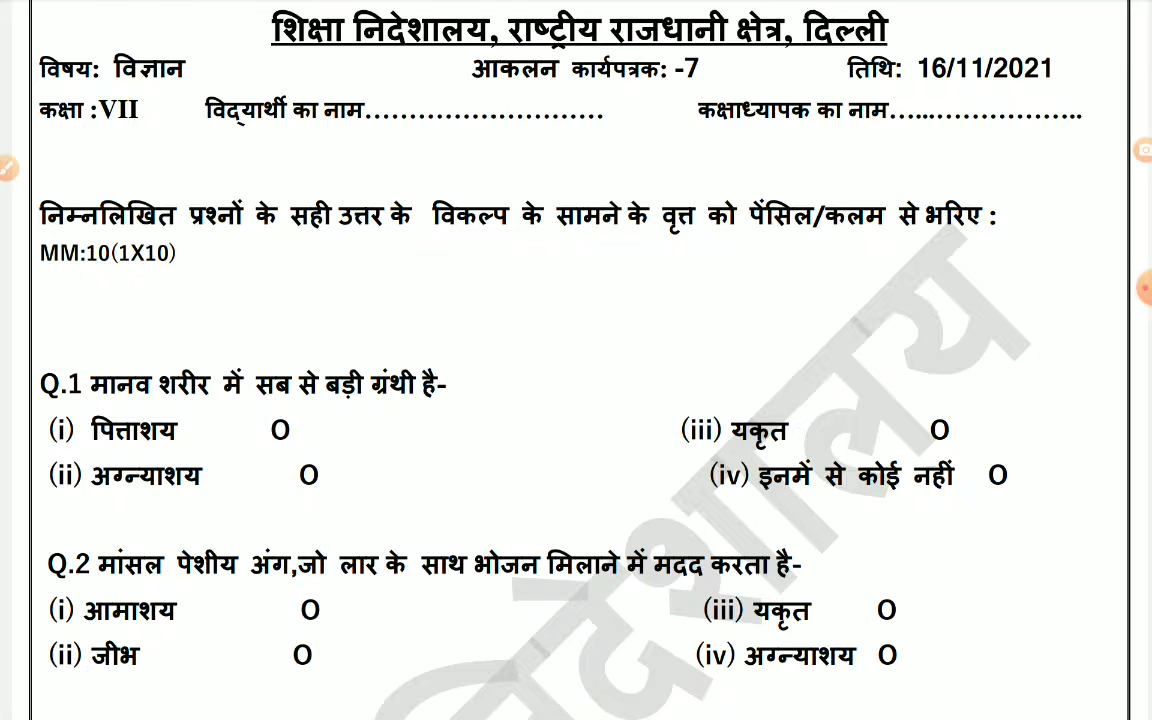 शिक्षा निदेशालय, राष्ट्रीय राजधानी क्षेत्र, दिल्ली
विषय: विज्ञान आकलन कार्यपत्रक: -7 तिथि: 16/11/2021
कक्षा :VII विद्यार्थी का नाम........................... कक्षाध्यापक का नाम......................
निम्नलिखित प्रश्नों के सही उत्तर के विकल्प के सामने के वृत्त को पेंसिल/कलम से भरिए :
MM:10(1X10)
Q.1 मानव शरीर में सब से बड़ी ग्रंथी है-
(i) पित्ताशय O (iii) यकृत O
(ii) अग्न्याशय O (iv) इनमें से कोई नहीं O
Q.2 मांसल पेशीय अंग,जो लार के साथ भोजन मिलाने में मदद करता है-
(i) आमाशय O (iii) यकृत O
(ii) जीभ O (iv) अग्न्याशय O
निदेशालय